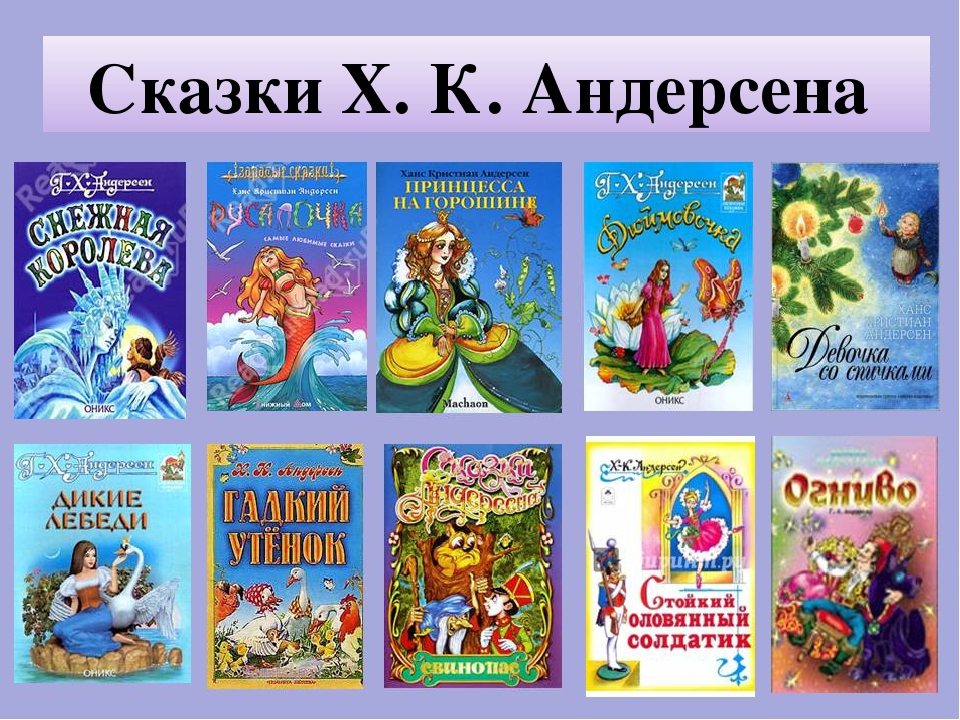 Сказки Х. К. Андерсена
Г·Х·Андерсен
СНЕЖНАЯ
КОРОЛЕВА
ОНИКС
Золотые сказки
Ханс Кристиан Андерсен
РУСАЛОЧКА
САМЫЕ ЛЮБИМЫЕ СКАЗКИ
Книжный Дом
Ханс Кристиан Андерсен
ПРИНЦЕССА
НА ГОРОШИНЕ
Machaon
Г·Х·Андерсен
Дюймовочка
ОНИКС
ХАНС
КРИСТИАН
АНДЕРСЕН
Девочка
со спичками
Г·Х·Андерсен
ДИКИЕ
ЛЕБЕДИ
ОНИКС
Х. К. Андерсен
ГАДКИЙ
УТЁНОК
Сказки
Андерсена
СВИНОПАС
Х·К·Андерсен
Стойкий
оловянный
солдатик
Огниво